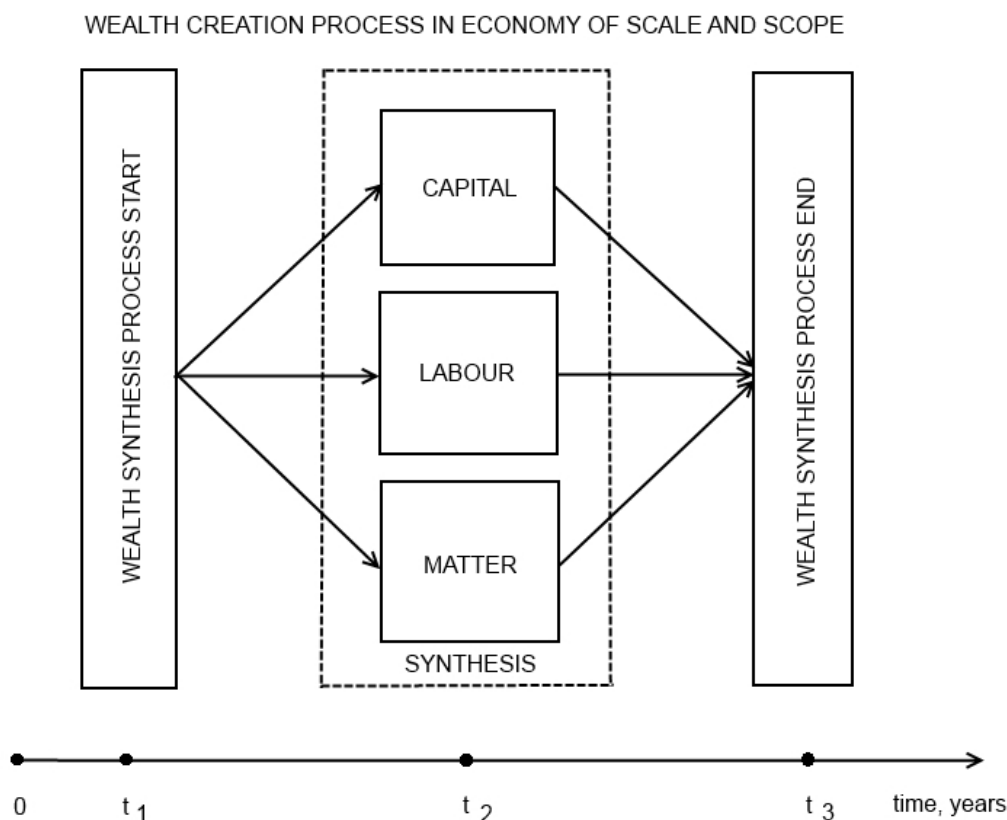 WEALTH CREATION PROCESS IN ECONOMY OF SCALE AND SCOPE
WEALTH SYNTHESIS PROCESS START
CAPITAL
LABOUR
MATTER
SYNTHESIS
WEALTH SYNTHESIS PROCESS END
0
t 1
t 2
t 3
time, years